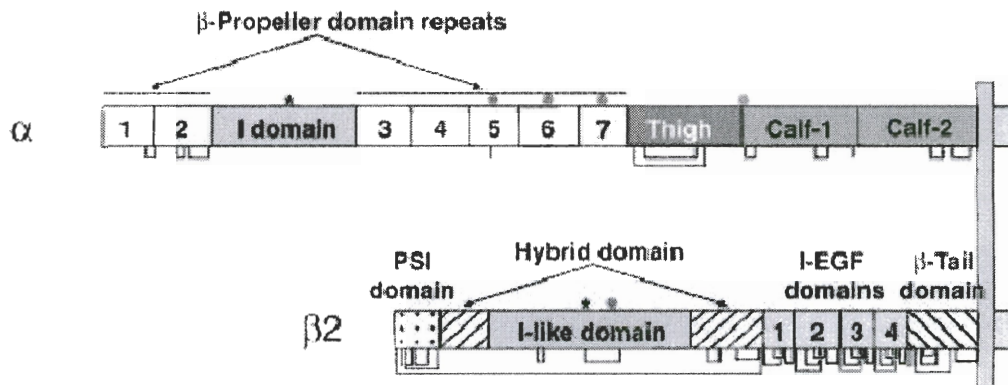 β-Propeller domain repeats
α
1 2 I domain 3 4 5 6 7 Thigh Calf-1 Calf-2
PSI domain
Hybrid domain
I-EGF domains
β-Tail domain
β2
I-like domain 1 2 3 4